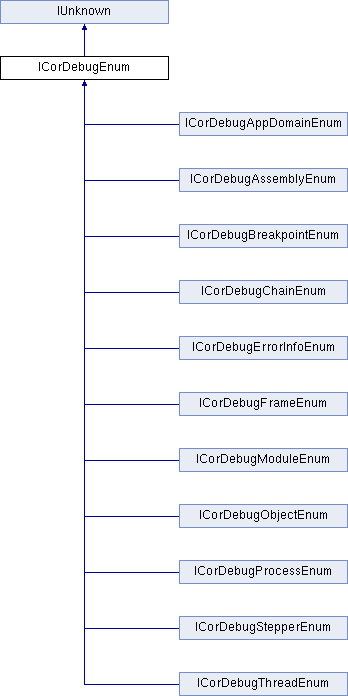 IUnknown
ICorDebugEnum
ICorDebugAppDomainEnum
ICorDebugAssemblyEnum
ICorDebugBreakpointEnum
ICorDebugChainEnum
ICorDebugErrorInfoEnum
ICorDebugFrameEnum
ICorDebugModuleEnum
ICorDebugObjectEnum
ICorDebugProcessEnum
ICorDebugStepperEnum
ICorDebugThreadEnum